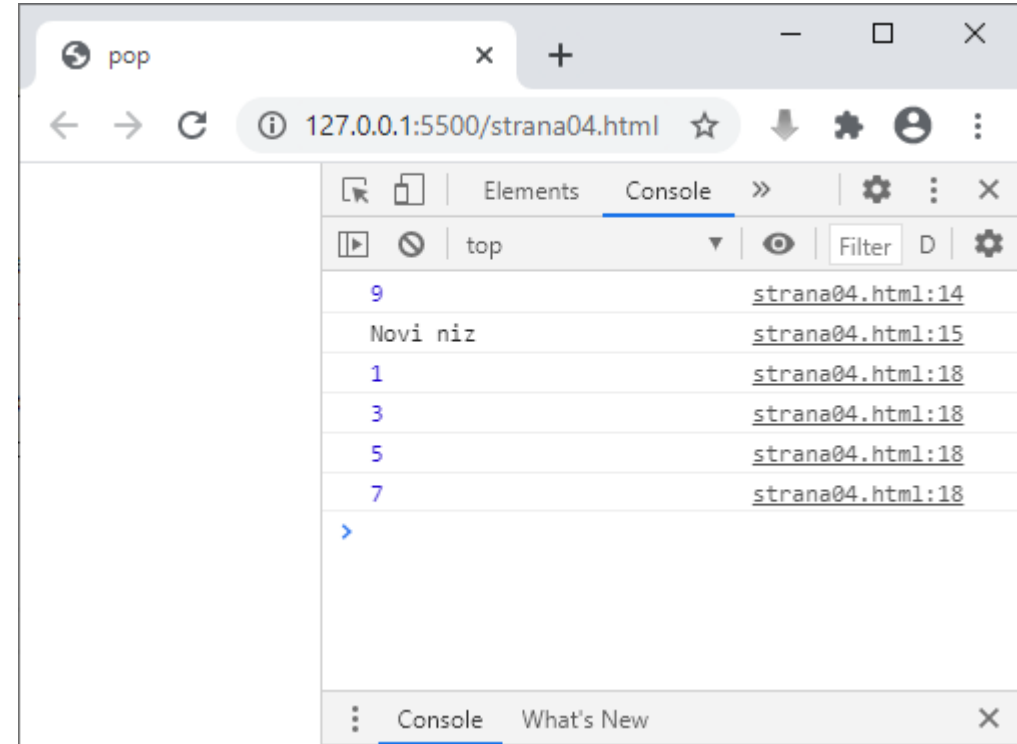 pop
127.0.0.1:5500/strana04.html
Elements Console »
top Filter D
9 strana04.html:14
Novi niz strana04.html:15
1 strana04.html:18
3 strana04.html:18
5 strana04.html:18
7 strana04.html:18
Console What's New